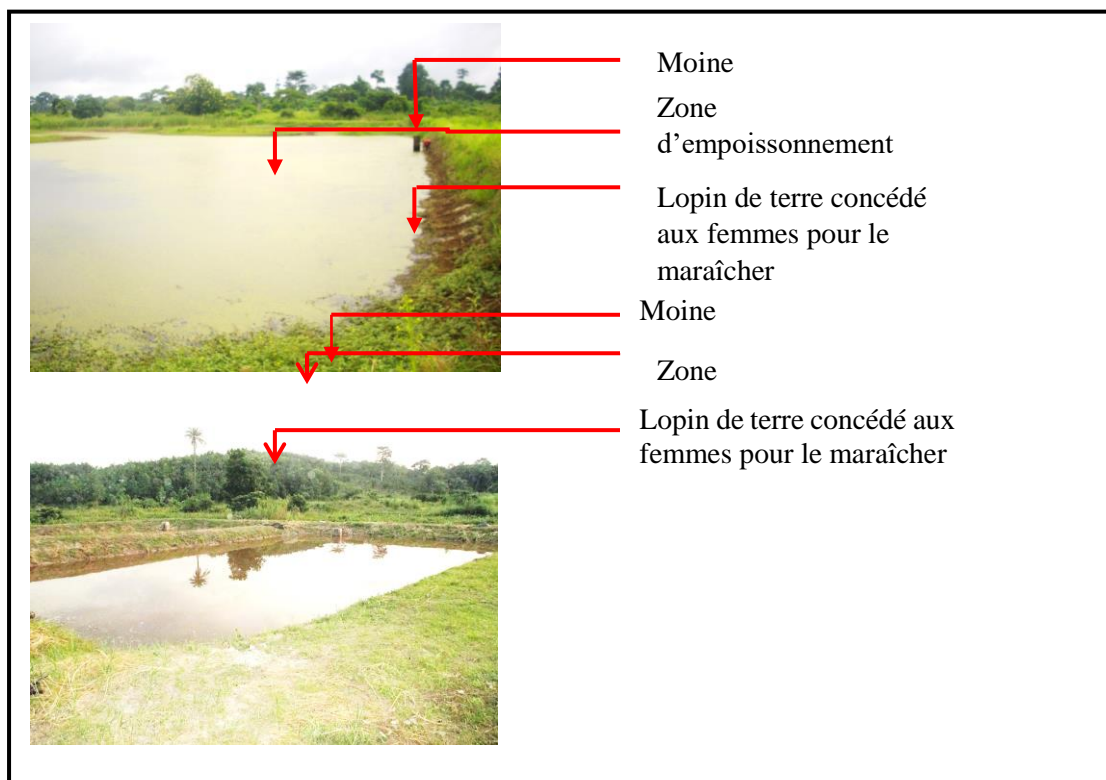 Moine
Zone
d’empoissonnement
Lopin de terre concédé
aux femmes pour le
maraîcher
Moine
Zone
Lopin de terre concédé aux
femmes pour le maraîcher